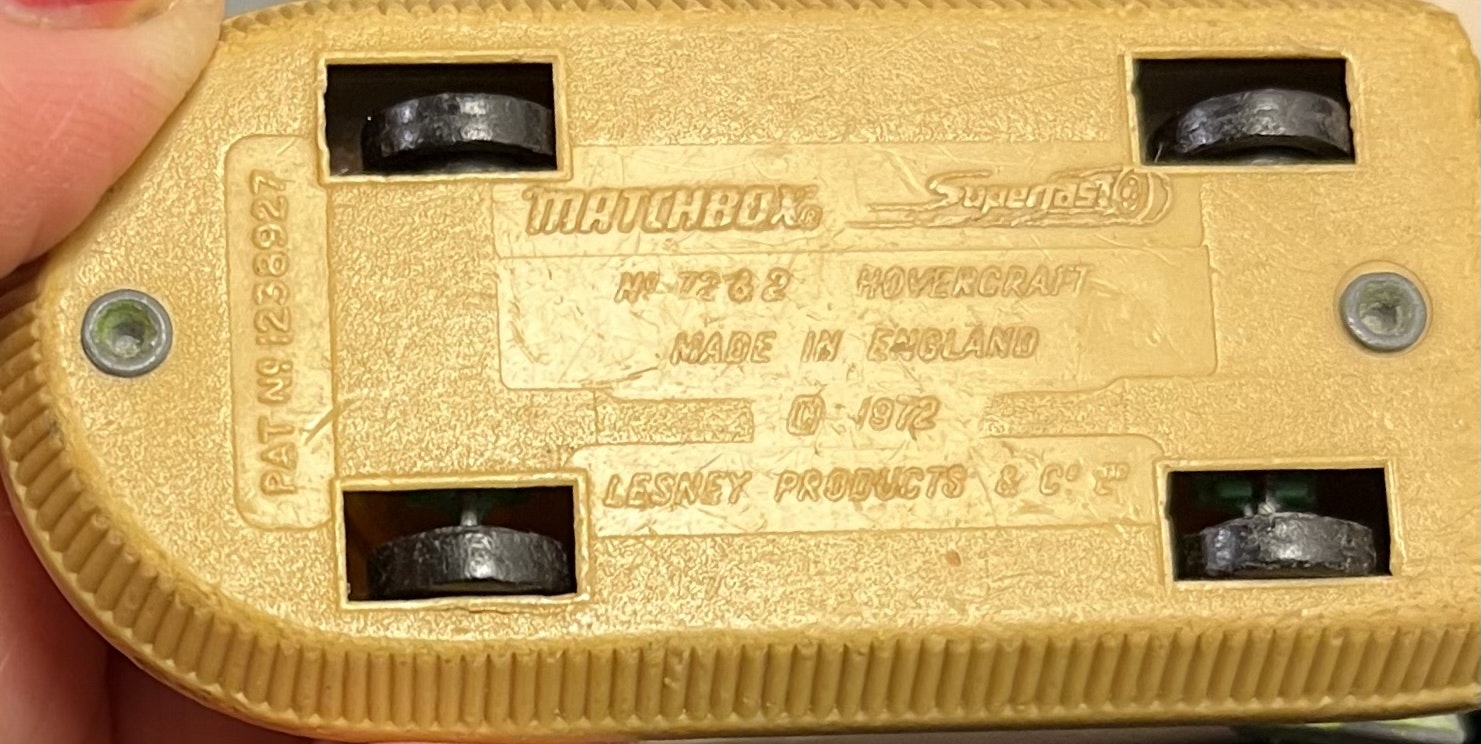 MATCHBOX® Superfast
Nº 72 & 2 HOVERCRAFT
MADE IN ENGLAND
© 1972
LESNEY PRODUCTS & Cº Lᵀᴰ
PAT Nº 1238927